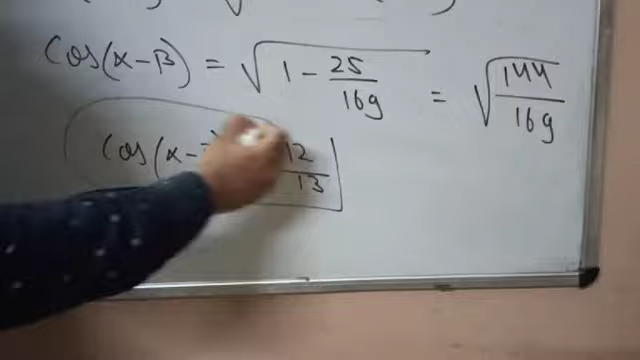 cos(α-β) = √1 - 25/169 = √144/169
cos(α- 12/13